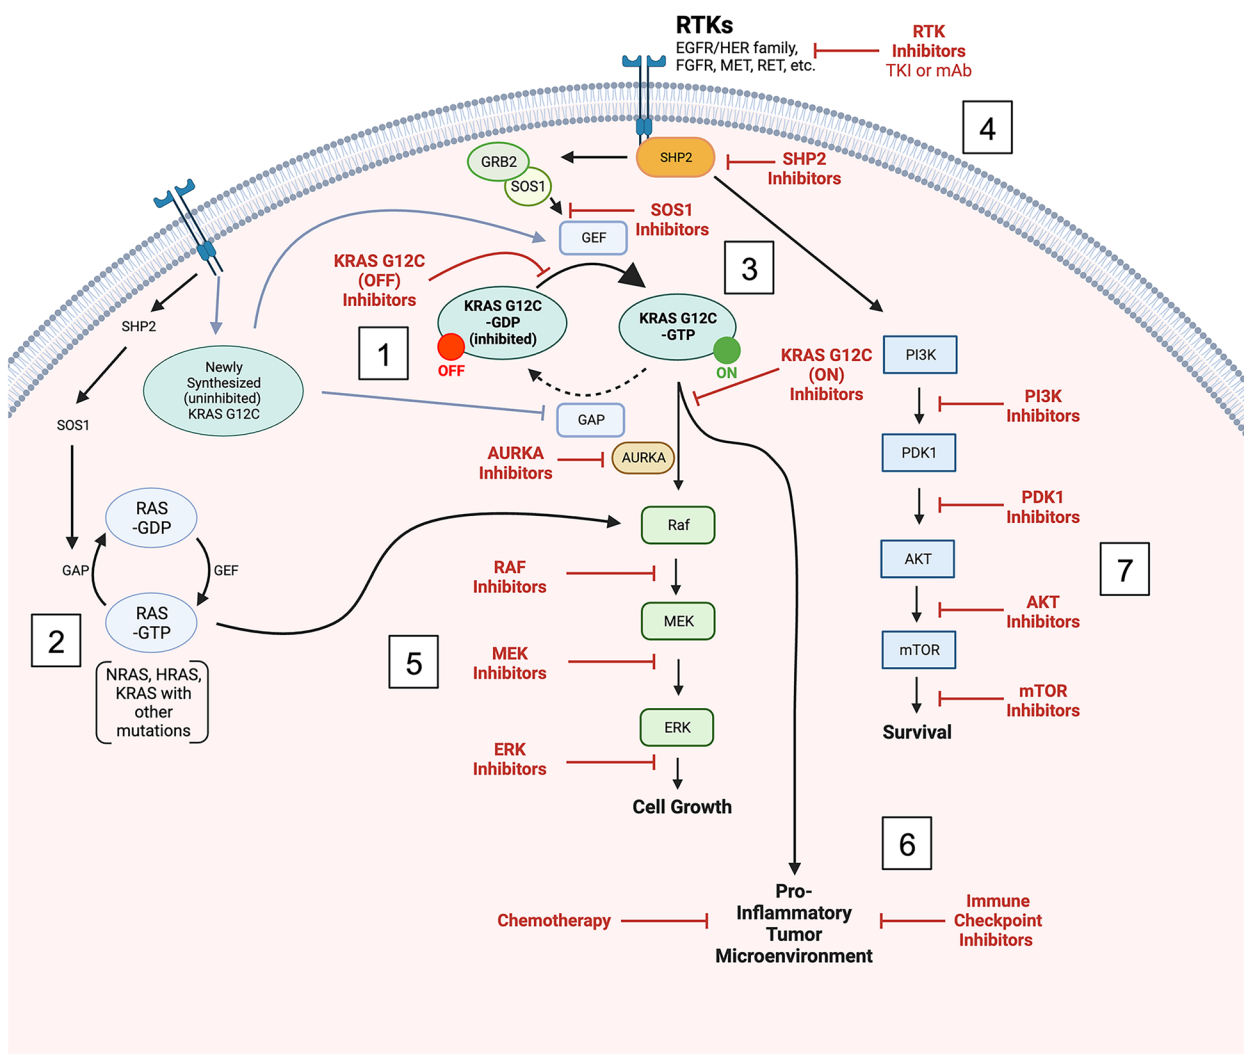 RTKs
EGFR/HER family,
FGFR, MET, RET, etc.
RTK
Inhibitors
TKI or mAb
4
GRB2
SOS1
SHP2
SHP2
Inhibitors
SOS1
Inhibitors
GEF
3
KRAS G12C
(OFF)
Inhibitors
KRAS G12C
-GDP
(inhibited)
OFF
KRAS G12C
-GTP
ON
1
SHP2
Newly
Synthesized
(uninhibited)
KRAS G12C
SOS1
KRAS G12C
(ON)
Inhibitors
GAP
AURKA
Inhibitors
AURKA
PI3K
PI3K
Inhibitors
PDK1
PDK1
Inhibitors
AKT
AKT
Inhibitors
mTOR
mTOR
Inhibitors
Survival
7
RAS
-GDP
GAP
GEF
RAS
-GTP
2
NRAS, HRAS,
KRAS with
other
mutations
Raf
RAF
Inhibitors
MEK
5
MEK
Inhibitors
ERK
ERK
Inhibitors
Cell Growth
6
Chemotherapy
Pro-
Inflammatory
Tumor
Microenvironment
Immune
Checkpoint
Inhibitors